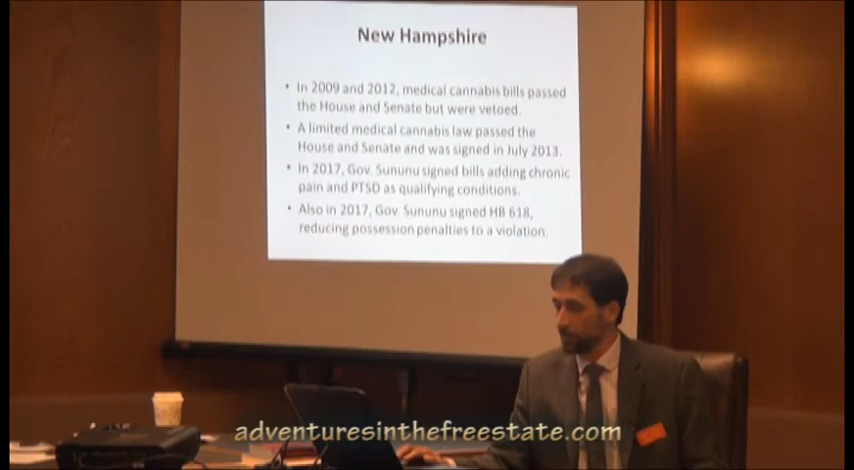 New Hampshire
• In 2009 and 2012, medical cannabis bills passed
the House and Senate but were vetoed.
• A limited medical cannabis law passed the
House and Senate and was signed in July 2013.
• In 2017, Gov. Sununu signed bills adding chronic
pain and PTSD as qualifying conditions.
• Also in 2017, Gov. Sununu signed HB 618,
reducing possession penalties to a violation.
adventuresinthefreestate.com